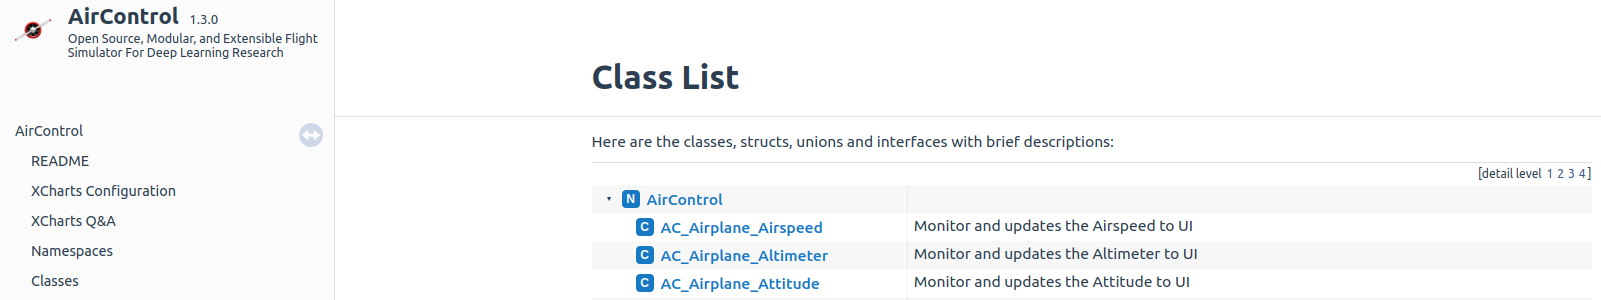 AirControl 1.3.0
Open Source, Modular, and Extensible Flight
Simulator For Deep Learning Research
AirControl
README
XCharts Configuration
XCharts Q&A
Namespaces
Classes
Class List
Here are the classes, structs, unions and interfaces with brief descriptions:
[detail level 1 2 3 4]
N AirControl
C AC_Airplane_Airspeed Monitor and updates the Airspeed to UI
C AC_Airplane_Altimeter Monitor and updates the Altimeter to UI
C AC_Airplane_Attitude Monitor and updates the Attitude to UI